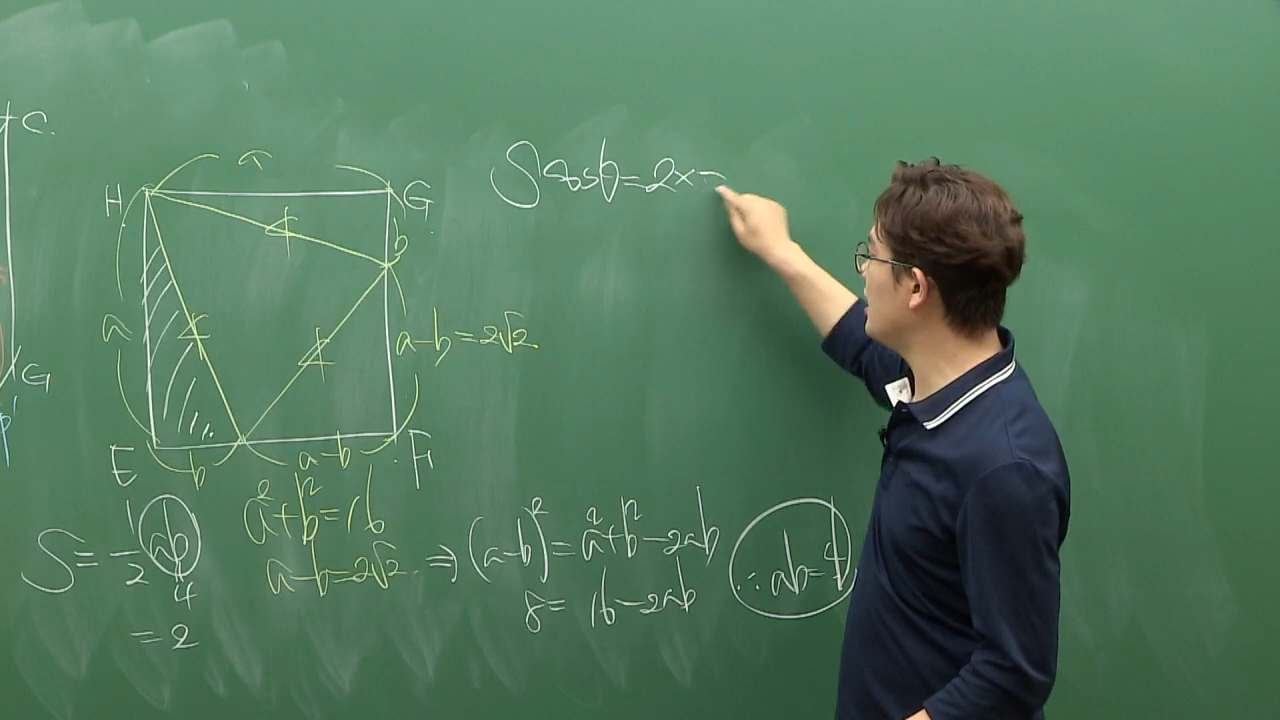 C.
G
p'
a
H
G
4
b
a
4
4
a-b=2√2
E
b
a-b
F
a²+b²=16
a-b=2√2 ⇒ (a-b)²=a²+b²-2ab
8=16-2ab
∴ab=4
S=1/2 ab
4
=2
S cosθ=2×